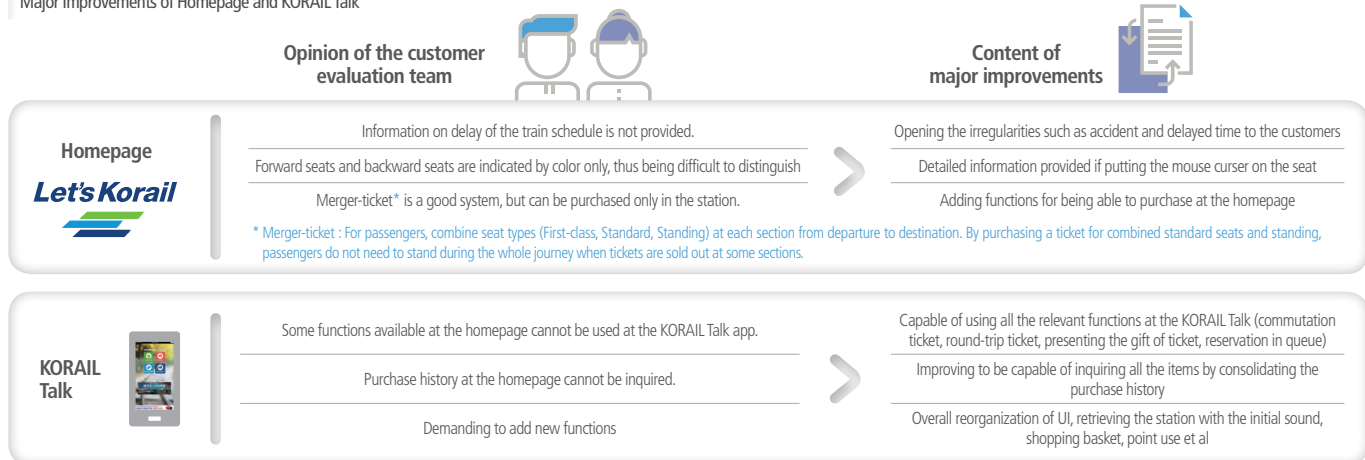 Major Improvements of Homepage and KORAIL Talk
Opinion of the customer
evaluation team
Content of
major improvements
Homepage
Let's Korail
Information on delay of the train schedule is not provided.
Opening the irregularities such as accident and delayed time to the customers
Forward seats and backward seats are indicated by color only, thus being difficult to distinguish
Detailed information provided if putting the mouse curser on the seat
Merger-ticket* is a good system, but can be purchased only in the station.
Adding functions for being able to purchase at the homepage
* Merger-ticket : For passengers, combine seat types (First-class, Standard, Standing) at each section from departure to destination. By purchasing a ticket for combined standard seats and standing,
passengers do not need to stand during the whole journey when tickets are sold out at some sections.
KORAIL
Talk
Some functions available at the homepage cannot be used at the KORAIL Talk app.
Capable of using all the relevant functions at the KORAIL Talk (commutation
ticket, round-trip ticket, presenting the gift of ticket, reservation in queue)
Purchase history at the homepage cannot be inquired.
Improving to be capable of inquiring all the items by consolidating the
purchase history
Demanding to add new functions
Overall reorganization of UI, retrieving the station with the initial sound,
shopping basket, point use et al